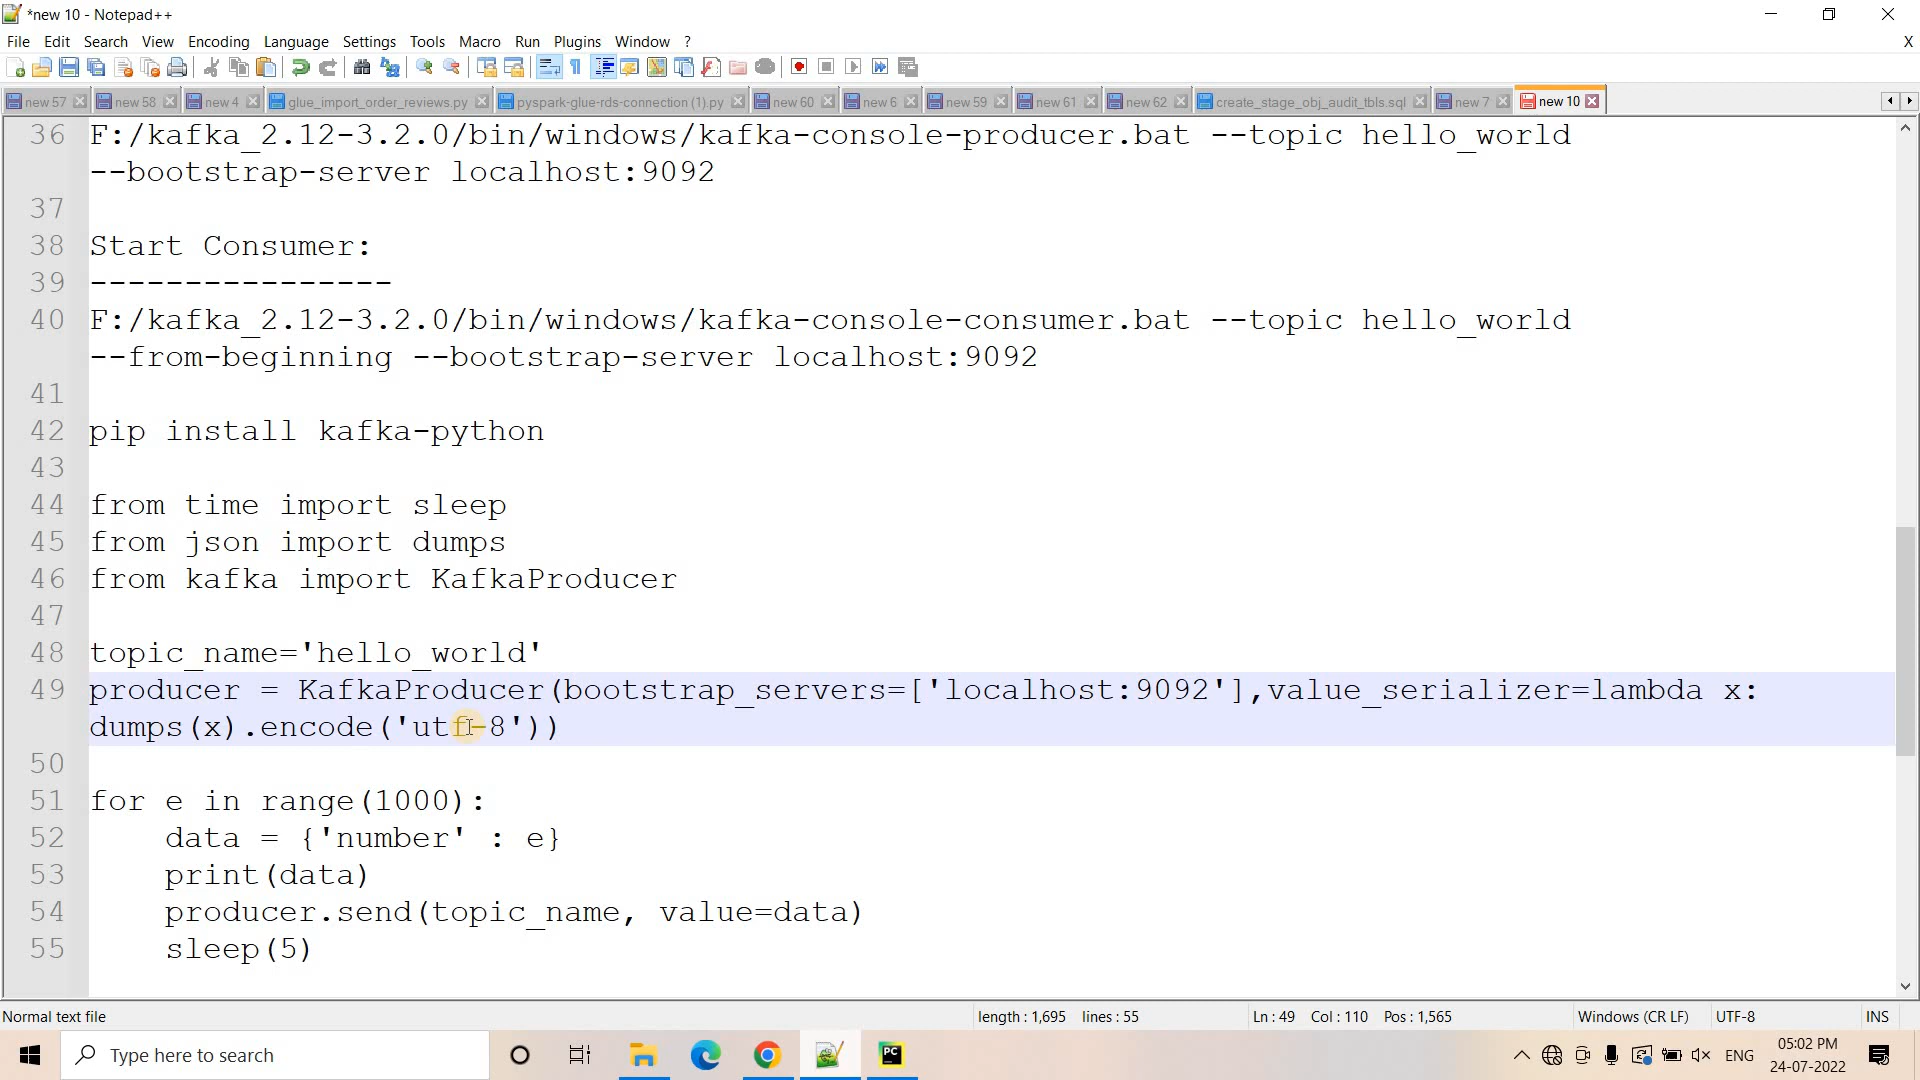 *new 10 - Notepad++
File Edit Search View Encoding Language Settings Tools Macro Run Plugins Window ? X
new 57 new 58 new 4 glue_import_order_reviews.py pyspark-glue-rds-connection (1).py new 60 new 6 new 59 new 61 new 62 create_stage_obj_audit_tbls.sql new 7 new 10
36 F:/kafka_2.12-3.2.0/bin/windows/kafka-console-producer.bat --topic hello_world
--bootstrap-server localhost:9092
37
38 Start Consumer:
39 ----------------
40 F:/kafka_2.12-3.2.0/bin/windows/kafka-console-consumer.bat --topic hello_world
--from-beginning --bootstrap-server localhost:9092
41
42 pip install kafka-python
43
44 from time import sleep
45 from json import dumps
46 from kafka import KafkaProducer
47
48 topic_name='hello_world'
49 producer = KafkaProducer(bootstrap_servers=['localhost:9092'],value_serializer=lambda x:
dumps(x).encode('utf-8'))
50
51 for e in range(1000):
52     data = {'number' : e}
53     print(data)
54     producer.send(topic_name, value=data)
55     sleep(5)
Normal text file length : 1,695 lines : 55 Ln : 49 Col : 110 Pos : 1,565 Windows (CR LF) UTF-8 INS
Type here to search PC ENG 05:02 PM
24-07-2022